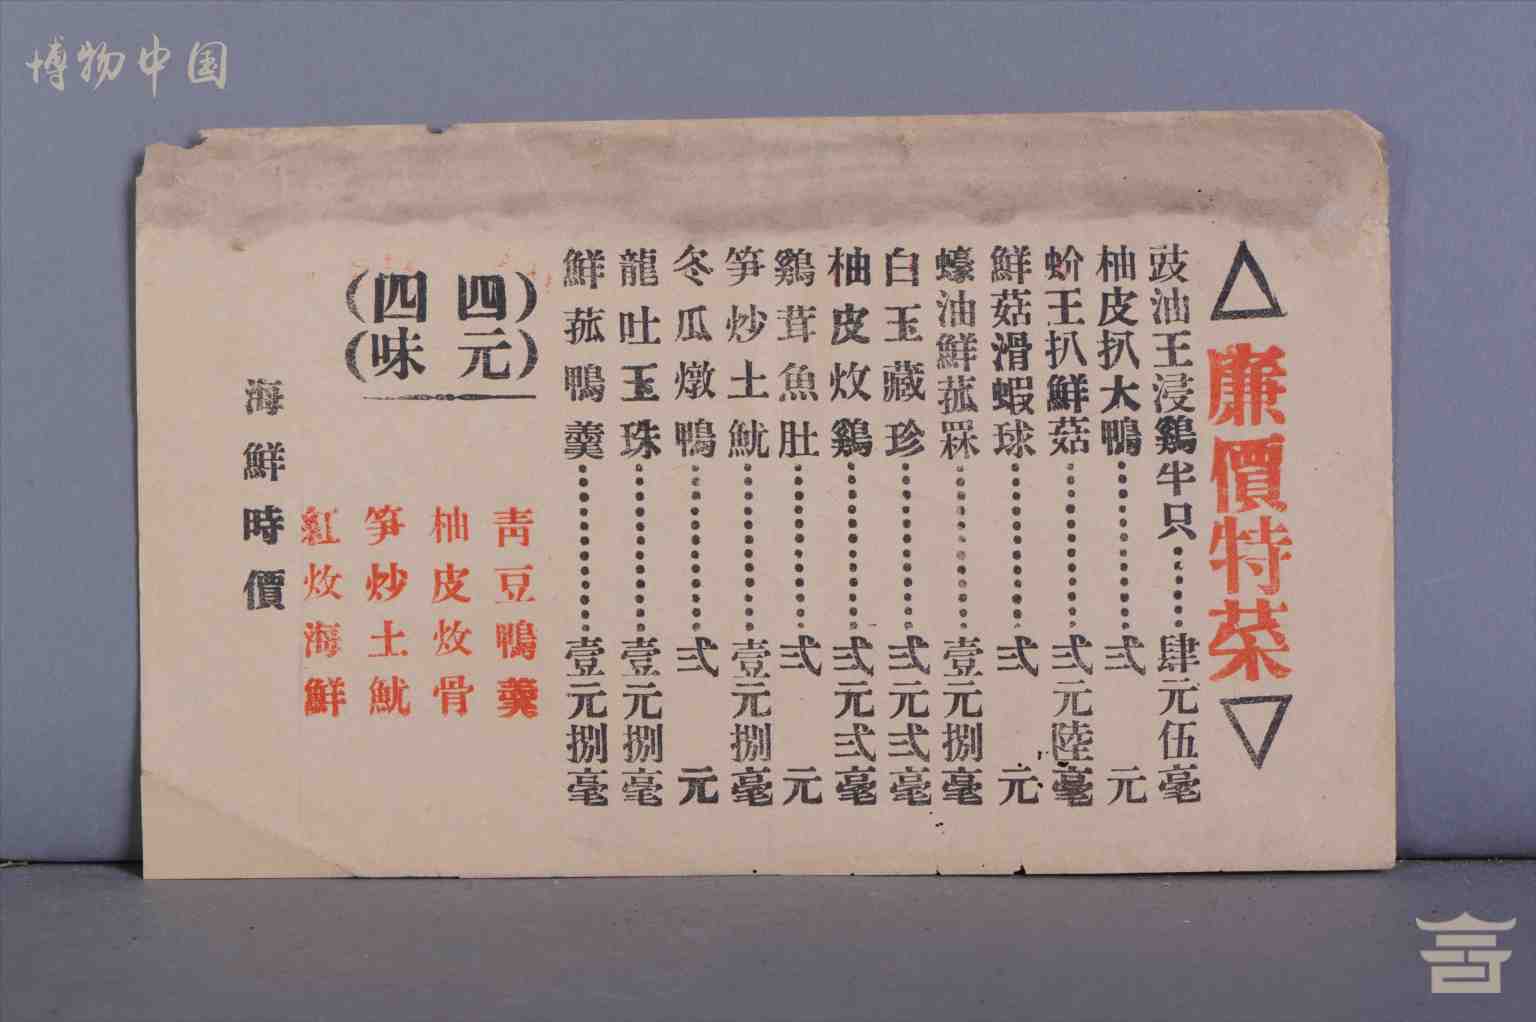 博物中国
廉價特菜
豉油王浸鷄半只⋯⋯肆元伍毫
柚皮扒大鴨⋯⋯弍元
蚧王扒鮮菇⋯⋯弍元陸毫
鮮菇滑蝦球⋯⋯弍元
蠔油鮮菰冧⋯⋯壹元捌毫
白玉藏珍⋯⋯弍元弍毫
柚皮炆鷄⋯⋯弍元弍毫
鷄茸魚肚⋯⋯弍元
笋炒土魷⋯⋯壹元捌毫
冬瓜燉鴨⋯⋯弍元
龍吐玉珠⋯⋯壹元捌毫
鮮菰鴨羹⋯⋯壹元捌毫
(四元)
(四味)
青豆鴨羹
柚皮炆骨
笋炒土魷
紅炆海鮮
海鮮時價